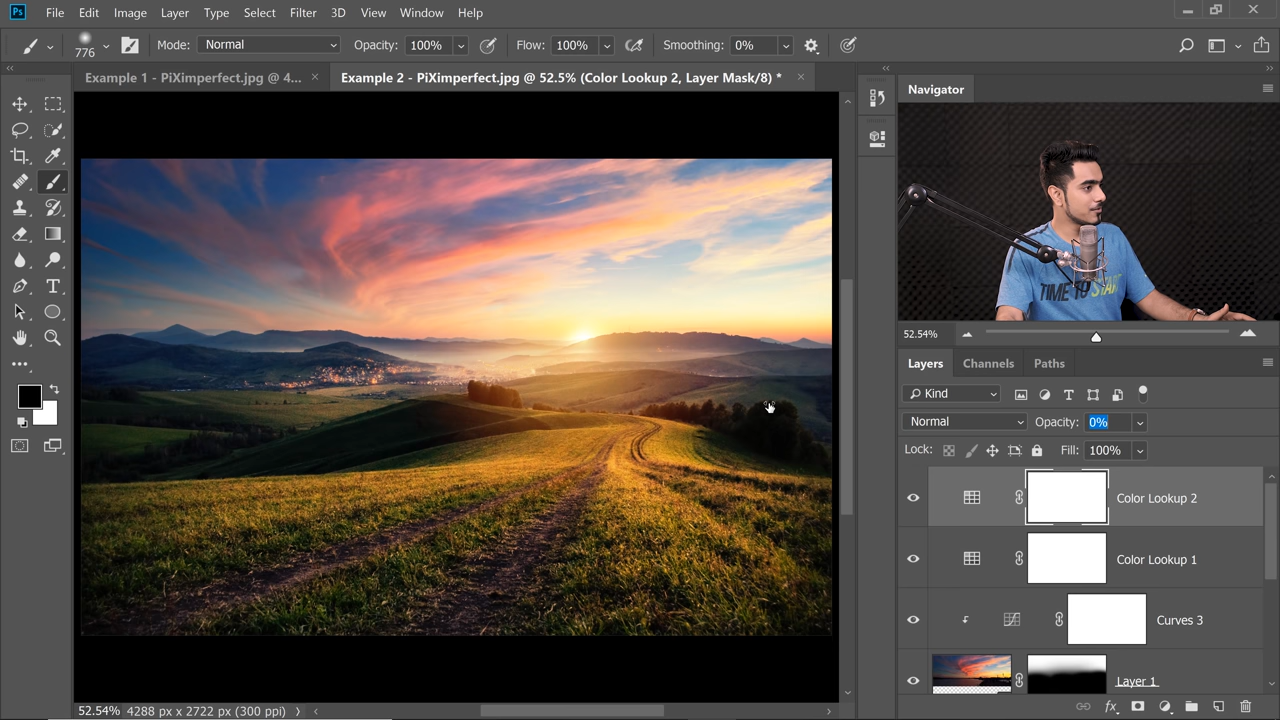 Ps File Edit Image Layer Type Select Filter 3D View Window Help
776 Mode: Normal Opacity: 100% Flow: 100% Smoothing: 0%
Example 1 - PiXimperfect.jpg @ 4... × Example 2 - PiXimperfect.jpg @ 52.5% (Color Lookup 2, Layer Mask/8) * ×
Navigator
TIME TO START
52.54%
Layers Channels Paths
Kind
Normal Opacity: 0%
Lock: Fill: 100%
Color Lookup 2
Color Lookup 1
Curves 3
Layer 1
52.54% 4288 px x 2722 px (300 ppi)
fx